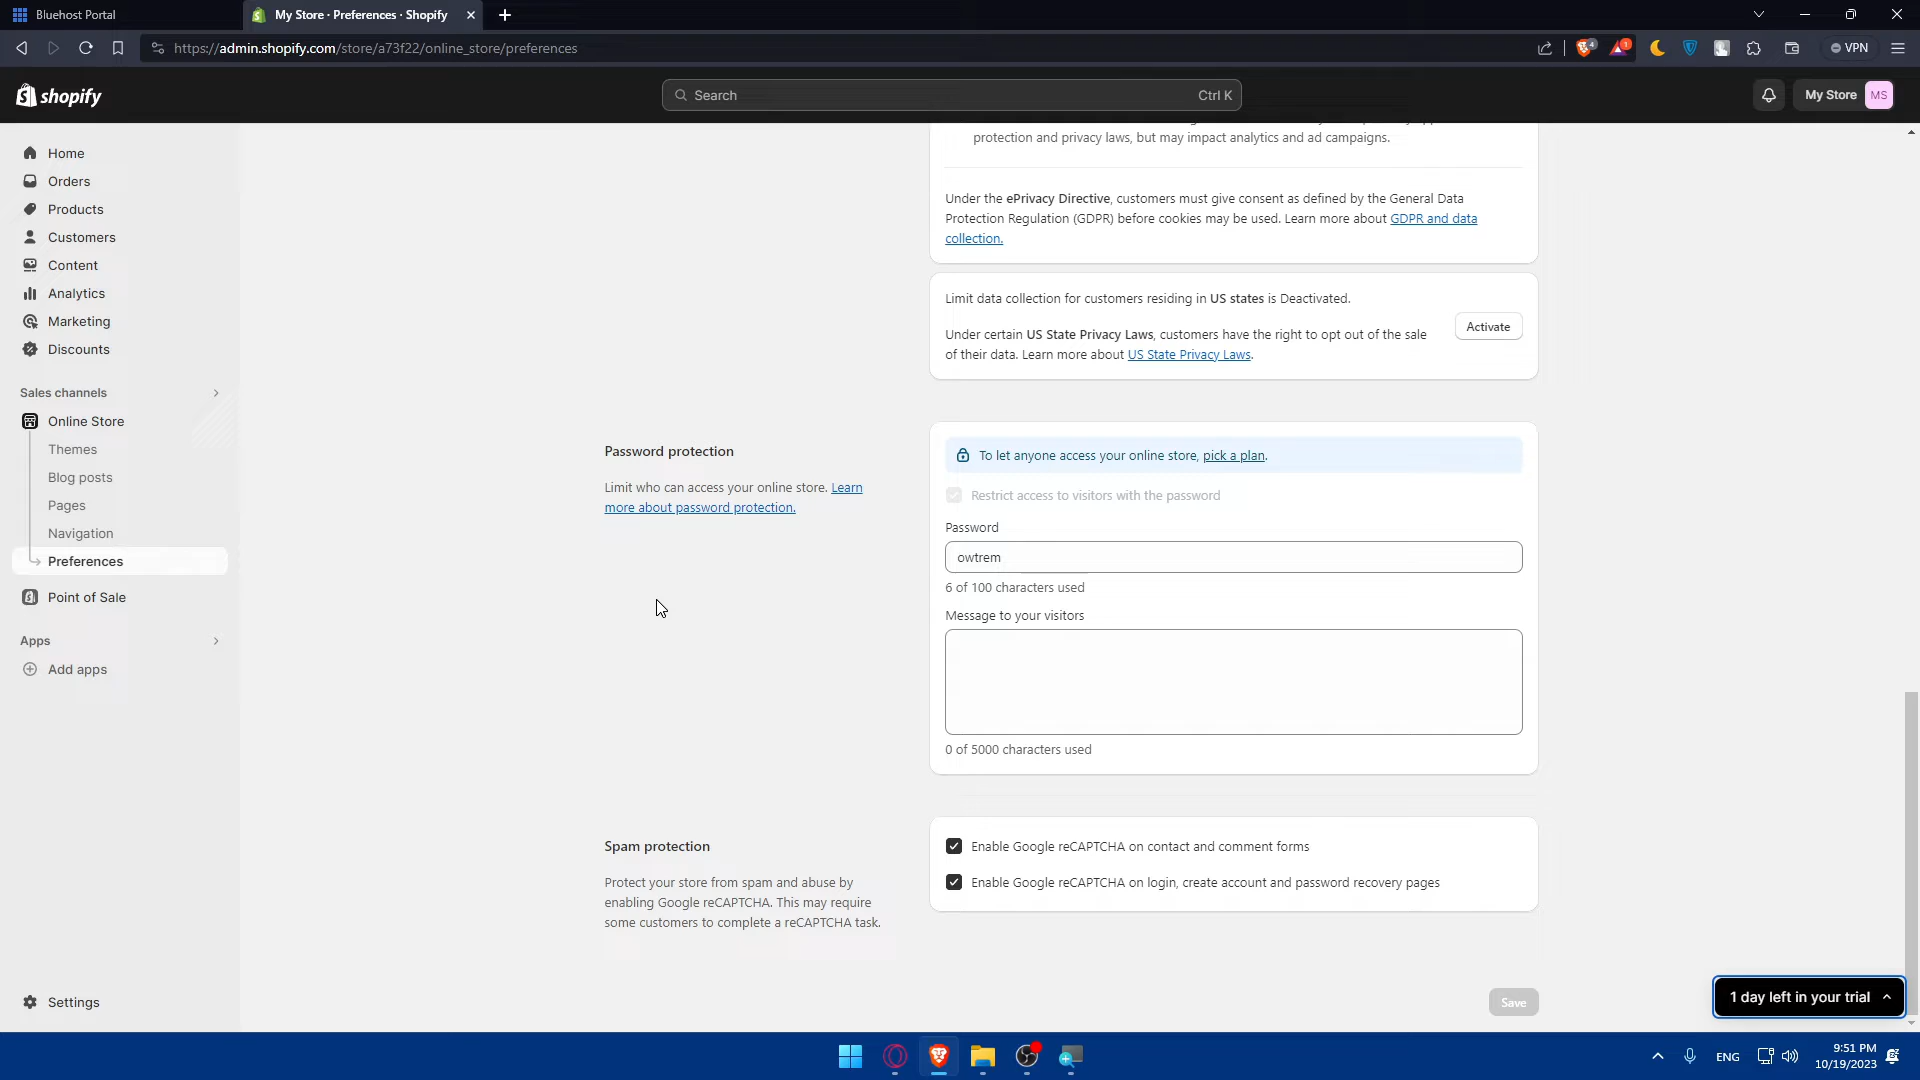 Bluehost Portal
My Store · Preferences · Shopify
https://admin.shopify.com/store/a73f22/online_store/preferences
4
1
VPN
shopify
Search
Ctrl K
My Store
MS
Home
Orders
Products
Customers
Content
Analytics
Marketing
Discounts
Sales channels
Online Store
Themes
Blog posts
Pages
Navigation
Preferences
Point of Sale
Apps
Add apps
Settings
protection and privacy laws, but may impact analytics and ad campaigns.
Under the ePrivacy Directive, customers must give consent as defined by the General Data
Protection Regulation (GDPR) before cookies may be used. Learn more about GDPR and data
collection.
Limit data collection for customers residing in US states is Deactivated.
Under certain US State Privacy Laws, customers have the right to opt out of the sale
of their data. Learn more about US State Privacy Laws.
Activate
Password protection
Limit who can access your online store. Learn
more about password protection.
To let anyone access your online store, pick a plan.
Restrict access to visitors with the password
Password
owtrem
6 of 100 characters used
Message to your visitors
0 of 5000 characters used
Spam protection
Protect your store from spam and abuse by
enabling Google reCAPTCHA. This may require
some customers to complete a reCAPTCHA task.
Enable Google reCAPTCHA on contact and comment forms
Enable Google reCAPTCHA on login, create account and password recovery pages
Save
1 day left in your trial
ENG
9:51 PM
10/19/2023